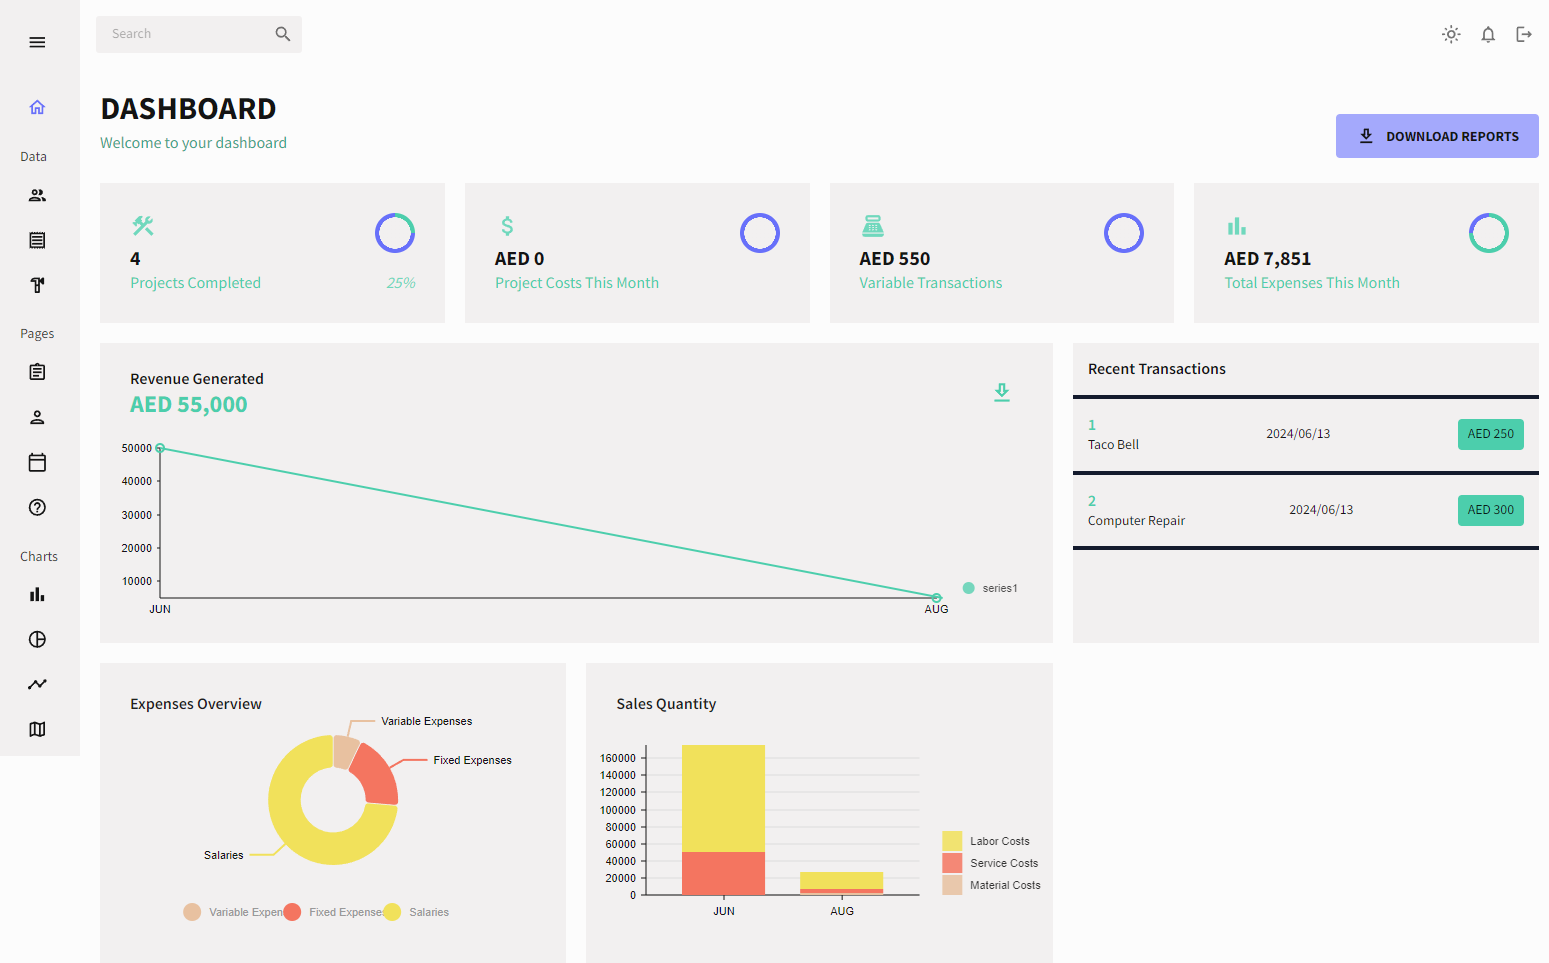 Search
DASHBOARD
Welcome to your dashboard
DOWNLOAD REPORTS
Data
Pages
Charts
4
Projects Completed
25%
AED 0
Project Costs This Month
AED 550
Variable Transactions
AED 7,851
Total Expenses This Month
Revenue Generated
AED 55,000
50000
40000
30000
20000
10000
JUN
AUG
series1
Recent Transactions
1
Taco Bell
2024/06/13
AED 250
2
Computer Repair
2024/06/13
AED 300
Expenses Overview
Variable Expenses
Fixed Expenses
Salaries
Variable Expen
Fixed Expenses
Salaries
Sales Quantity
160000
140000
120000
100000
80000
60000
40000
20000
0
JUN
AUG
Labor Costs
Service Costs
Material Costs